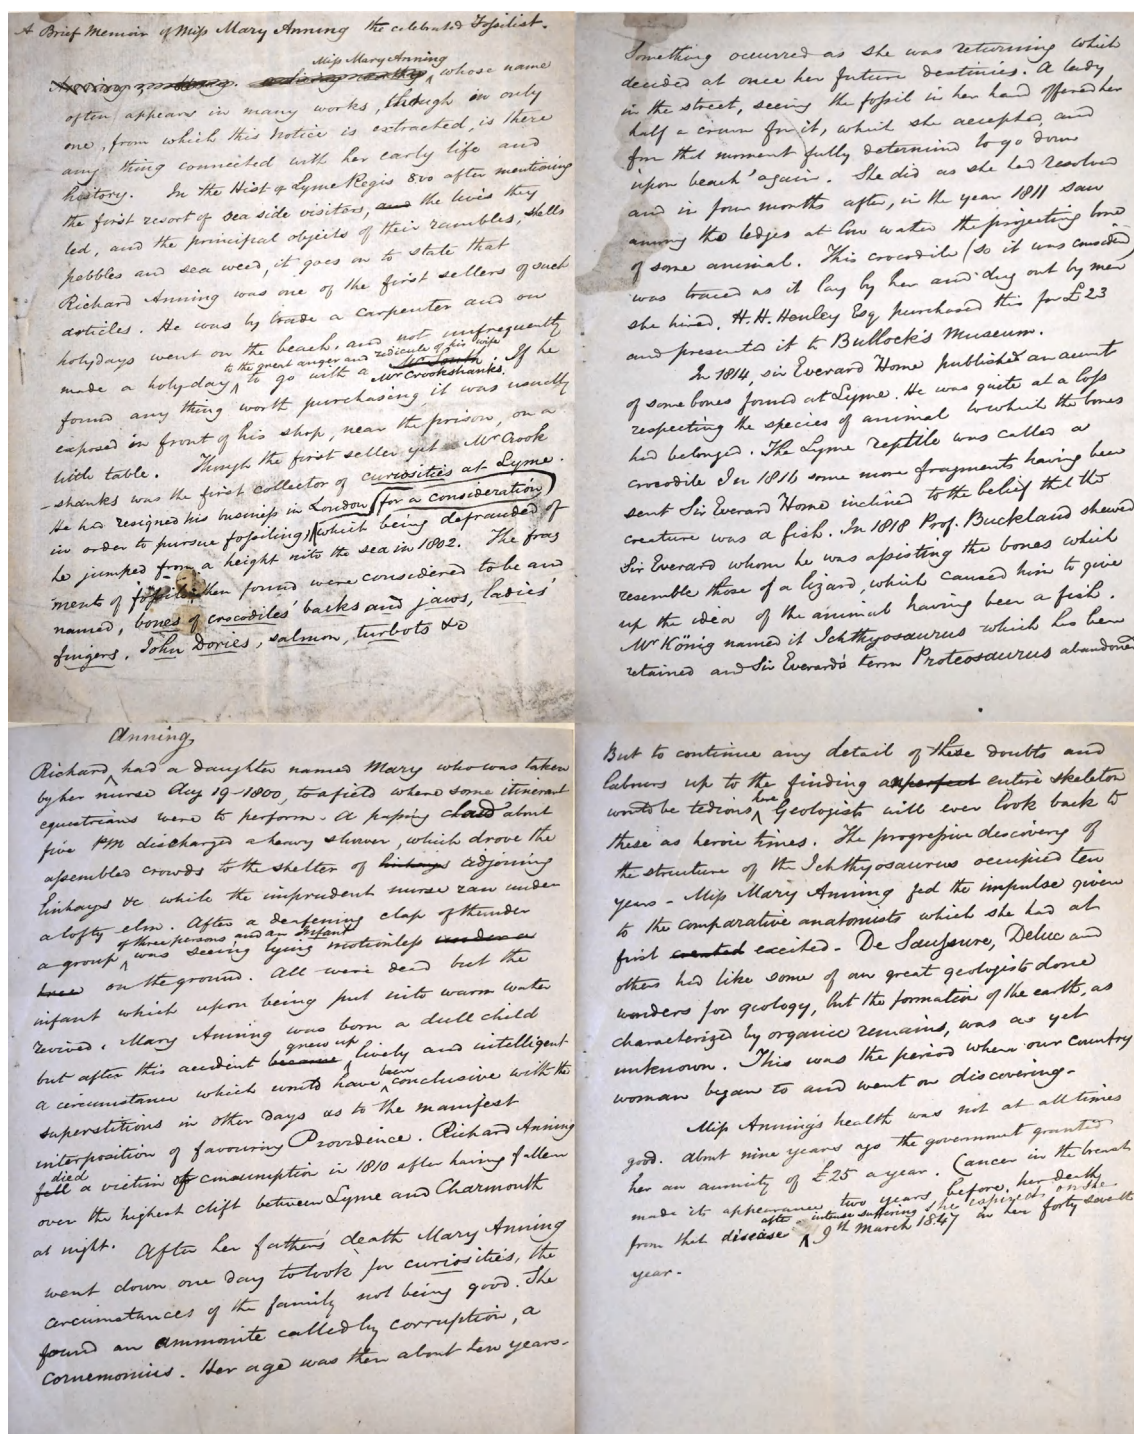 A Brief Memoir of Miss Mary Anning the celebrated Fossilist.
Miss Mary Anning
whose name
often appears in many works, though in only
one, from which this notice is extracted, is there
any thing connected with her early life and
history. In the Hist of Lyme Regis &co after mentioning
the first resort of sea side visitors, and the lives they
led, and the principal objects of their rambles, shells
pebbles and sea weed, it goes on to state that
Richard Anning was one of the first sellers of such
articles. He was by trade a carpenter and on
holydays went on the beach, and not unfrequently
to the great anger and ridicule of his wife
made a holyday to go with a Mr Crookshanks. If he
found any thing worth purchasing it was usually
exposed in front of his shop, near the prison, on a
little table. Though the first seller yet Mr Crook
-shanks was the first collector of curiosities at Lyme.
He had resigned his business in London (for a consideration)
in order to pursue fossiling, which being defrauded of
he jumped from a height into the sea in 1802. The frag
ments of fossils then found were considered to be and
named, bones of crocodiles' backs and jaws, ladies'
fingers, John Dories, salmon, turbots &c
Anning
Richard had a daughter named Mary who was taken
by her nurse Aug 19-1800, to a field where some itinerant
equestrians were to perform. A passing cloud about
five PM discharged a heavy shower, which drove the
assembled crowds to the shelter of linhays adjoining
linhays &c while the imprudent nurse ran under
a lofty elm. After a deafening clap of thunder
of three persons and an Infant
a group was seeing lying motionless under a
tree on the ground. All were dead but the
infant which upon being put into warm water
revived. Mary Anning was born a dull child
grew up
but after this accident became lively and intelligent
been
a circumstance which would have conclusive with the
superstitions in other days as to the manifest
interposition of favouring Providence. Richard Anning
died
fell a victim of consumption in 1810 after having fallen
over the highest clift between Lyme and Charmouth
at night. After her father's death Mary Anning
went down one day to look for curiosities, the
circumstances of the family not being good. She
found an ammonite called by corruption, a
cornemonius. Her age was then about ten years.
Something occurred as she was returning which
decided at once her future destinies. A lady
in the street, seeing the fossil in her hand offered her
half a crown for it, which she accepted, and
from that moment fully determined to go down
'upon beach' again. She did as she had resolved
and in four months after, in the year 1811 saw
among the ledges at low water the projecting bone
of some animal. This crocodile (so it was considered)
was traced as it lay by her and dug out by men
she hired. H.H. Henley Esq purchased this for £23
and presented it to Bullock's Museum.
In 1814, sir Everard Home published an account
of some bones found at Lyme. He was quite at a loss
respecting the species of animal to which the bones
had belonged. The Lyme reptile was called a
crocodile In 1816 some more fragments having been
sent Sir Everard Home inclined to the belief that the
creature was a fish. In 1818 Prof. Buckland shewed
Sir Everard whom he was assisting the bones which
resemble those of a lizard, which caused him to give
up the idea of the animal having been a fish.
Mr König named it Ichthyosaurus which has been
retained and Sir Everard's term Proteosaurus abandoned
But to continue any detail of these doubts and
labours up to the finding a perfect entire skeleton
here
would be tedious Geologists will ever look back to
these as heroic times. The progressive discovery of
the structure of the Ichthyosaurus occupied ten
years - Miss Mary Anning fed the impulse given
to the comparative anatomists which she had at
first created excited - De Saussure, Deluc and
others had like some of our great geologists done
wonders for geology, but the formation of the earth, as
characterized by organic remains, was as yet
unknown. This was the period when our country
woman began to and went on discovering -
Miss Anning's health was not at all times
good. About nine years ago the government granted
her an annuity of £25 a year. Cancer in the breast
made its appearance two years before her death
after intense suffering she expired on the
from that disease 9th March 1847 in her forty seventh
year.